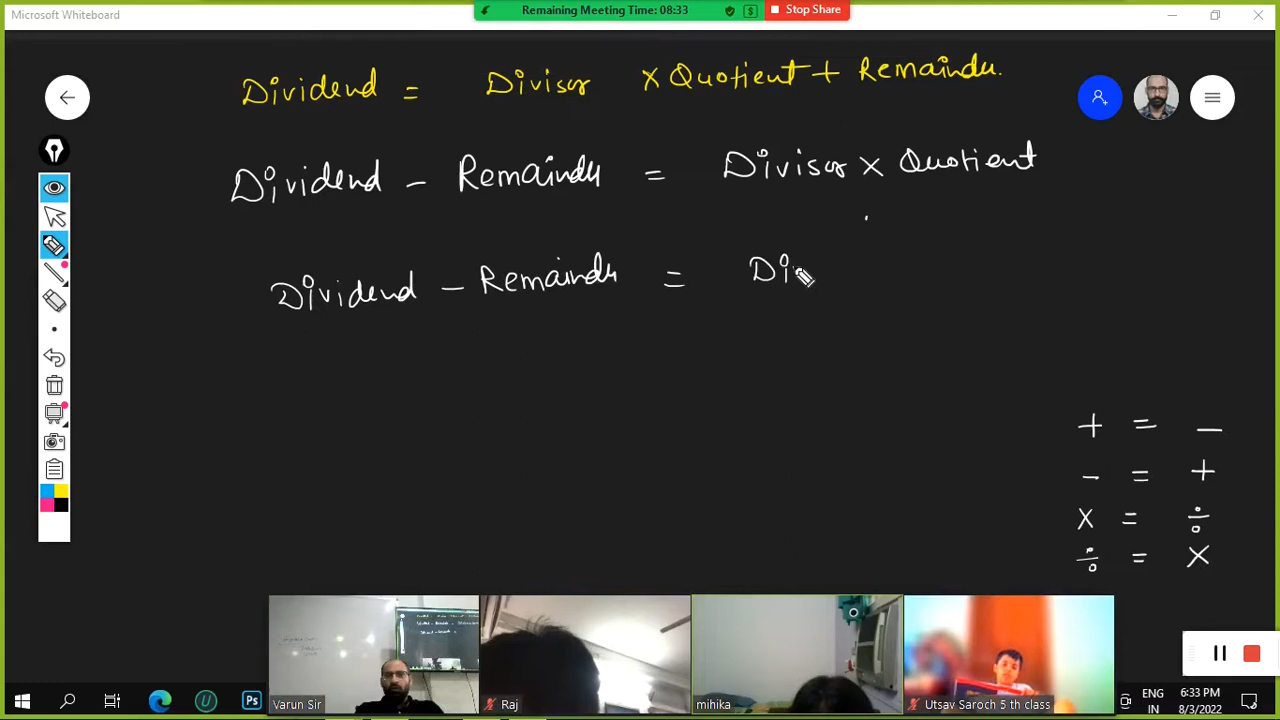 Microsoft Whiteboard
Remaining Meeting Time: 08:33
$
Stop Share
Dividend = Divisor × Quotient + Remainder.
Dividend - Remainder = Divisor × Quotient
Dividend - Remainder = Di
+ = -
- = +
× = ÷
÷ = ×
Varun Sir
Raj
mihika
Utsav Saroch 5 th class
Ps
ENG
IN
6:33 PM
8/3/2022